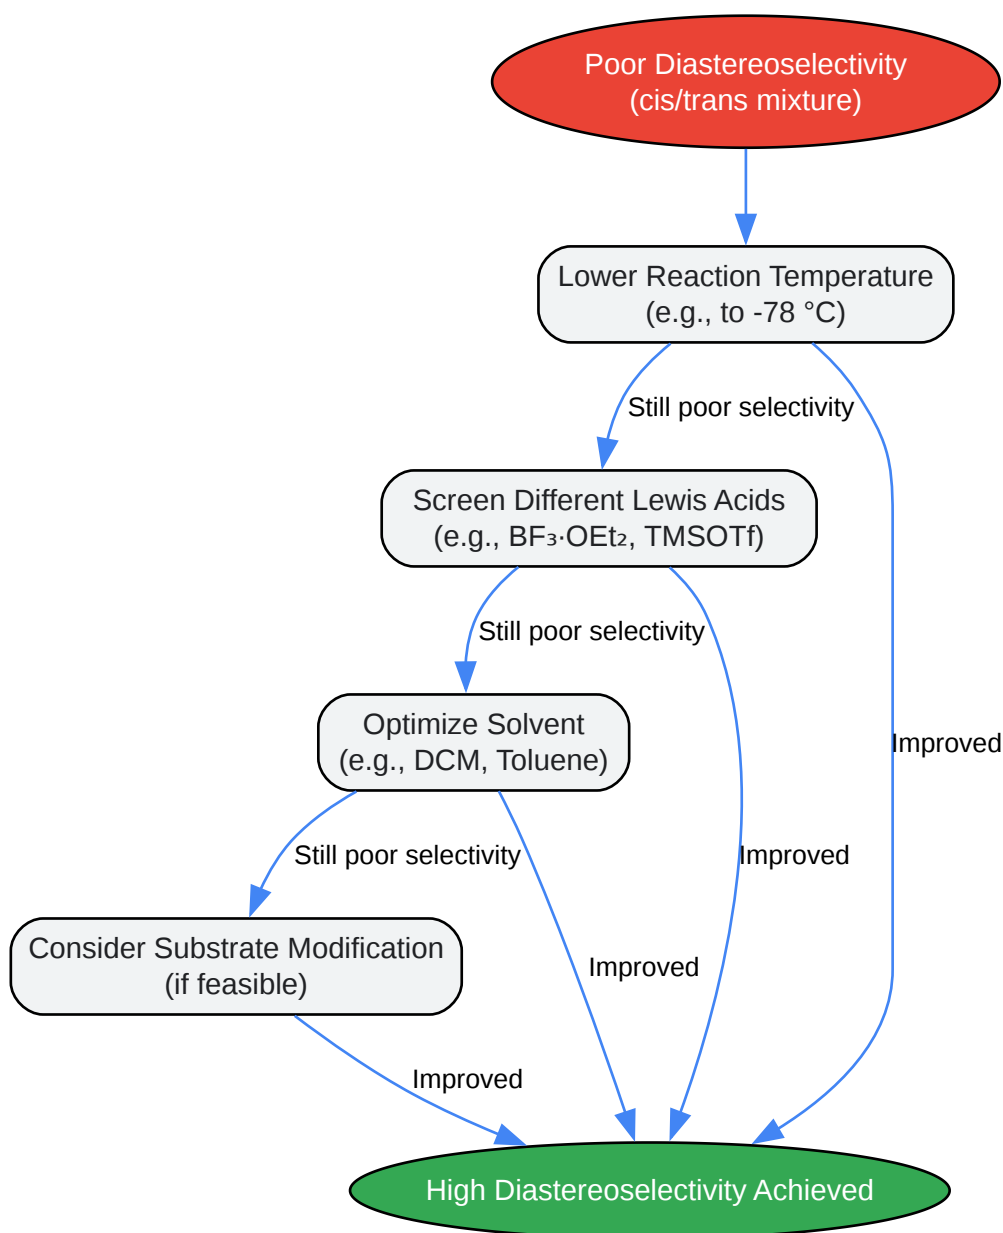 Poor Diastereoselectivity
(cis/trans mixture)
Lower Reaction Temperature
(e.g., to -78 °C)
Still poor selectivity
Screen Different Lewis Acids
(e.g., BF₃·OEt₂, TMSOTf)
Still poor selectivity
Optimize Solvent
(e.g., DCM, Toluene)
Improved
Still poor selectivity
Improved
Consider Substrate Modification
(if feasible)
Improved
Improved
High Diastereoselectivity Achieved